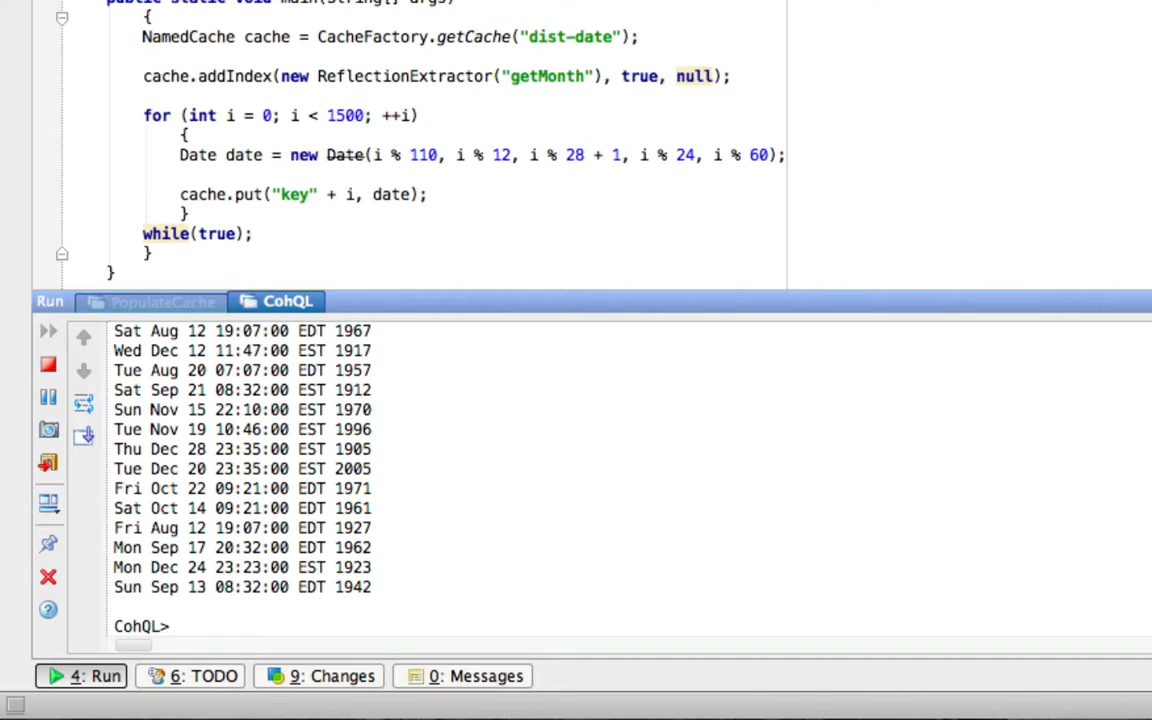 public static void main(String[] args)
{
NamedCache cache = CacheFactory.getCache("dist-date");
cache.addIndex(new ReflectionExtractor("getMonth"), true, null);
for (int i = 0; i < 1500; ++i)
{
Date date = new Date(i % 110, i % 12, i % 28 + 1, i % 24, i % 60);
cache.put("key" + i, date);
}
while(true);
}
}
Run PopulateCache CohQL
Sat Aug 12 19:07:00 EDT 1967
Wed Dec 12 11:47:00 EST 1917
Tue Aug 20 07:07:00 EDT 1957
Sat Sep 21 08:32:00 EST 1912
Sun Nov 15 22:10:00 EST 1970
Tue Nov 19 10:46:00 EST 1996
Thu Dec 28 23:35:00 EST 1905
Tue Dec 20 23:35:00 EST 2005
Fri Oct 22 09:21:00 EDT 1971
Sat Oct 14 09:21:00 EDT 1961
Fri Aug 12 19:07:00 EDT 1927
Mon Sep 17 20:32:00 EDT 1962
Mon Dec 24 23:23:00 EST 1923
Sun Sep 13 08:32:00 EDT 1942
CohQL>
4: Run 6: TODO 9: Changes 0: Messages